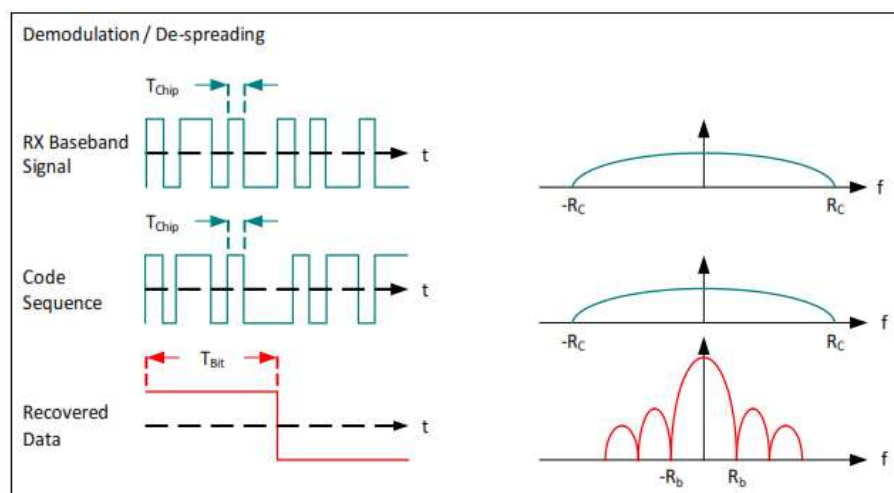 Demodulation / De-spreading
TChip
RX Baseband
Signal
t
f
-RC
RC
TChip
Code
Sequence
t
f
-RC
RC
TBit
Recovered
Data
t
f
-Rb
Rb